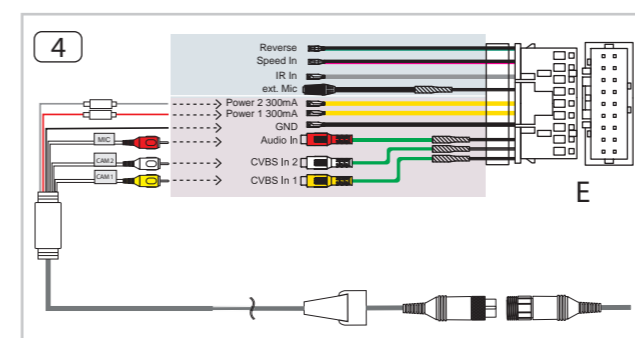 4
Reverse
Speed In
IR In
ext. Mic
Power 2 300mA
Power 1 300mA
GND
MIC
Audio In
CAM 2
CVBS In 2
CAM 1
CVBS In 1
E